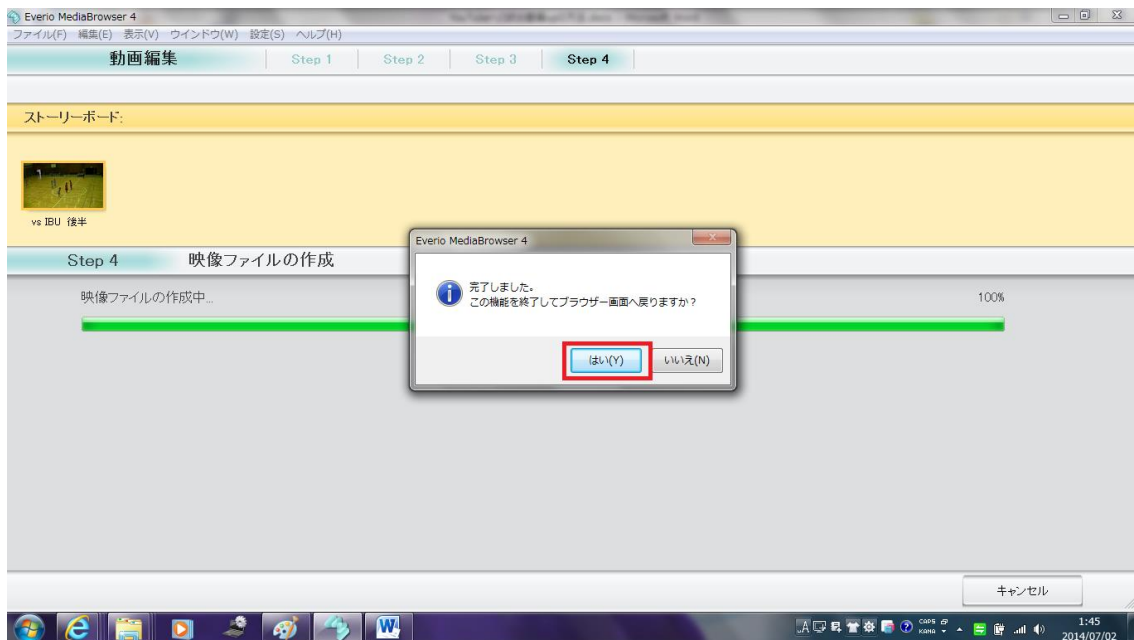 Everio MediaBrowser 4
ファイル(F) 編集(E) 表示(V) ウインドウ(W) 設定(S) ヘルプ(H)
動画編集 Step 1 Step 2 Step 3 Step 4
ストーリーボード:
vs IBU 後半
Step 4 映像ファイルの作成
映像ファイルの作成中... 100%
Everio MediaBrowser 4
完了しました。
この機能を終了してブラウザー画面へ戻りますか?
はい(Y) いいえ(N)
キャンセル
A CAPS KANA
1:45
2014/07/02